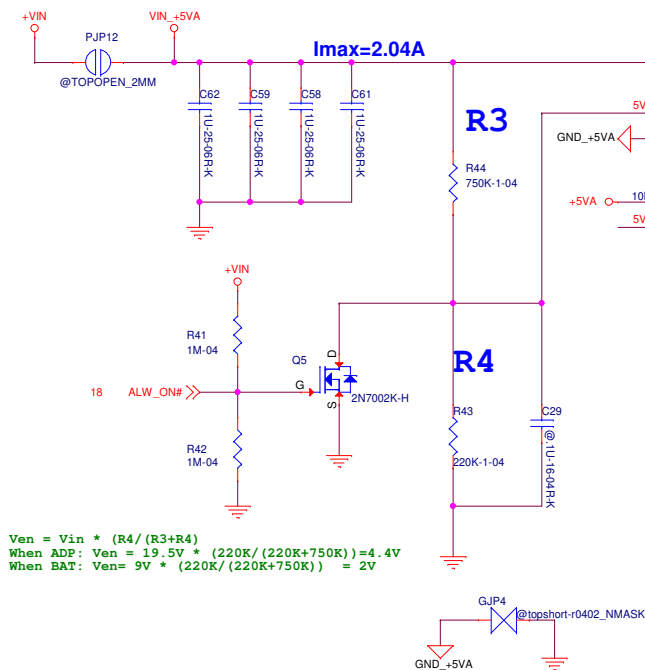 +VIN
VIN_+5VA
PJP12
@TOPOPEN_2MM
Imax=2.04A
C62
1U-25-06R-K
C59
1U-25-06R-K
C58
1U-25-06R-K
C61
1U-25-06R-K
R3
R44
750K-1-04
5V
GND_+5VA
+5VA
10
5V
+VIN
R41
1M-04
18 ALW_ON#
Q5
G
D
S
2N7002K-H
R42
1M-04
R4
R43
220K-1-04
C29
@.1U-16-04R-K
Ven = Vin * (R4/(R3+R4)
When ADP: Ven = 19.5V * (220K/(220K+750K))=4.4V
When BAT: Ven= 9V * (220K/(220K+750K)) = 2V
GJP4
@topshort-r0402_NMASK
GND_+5VA